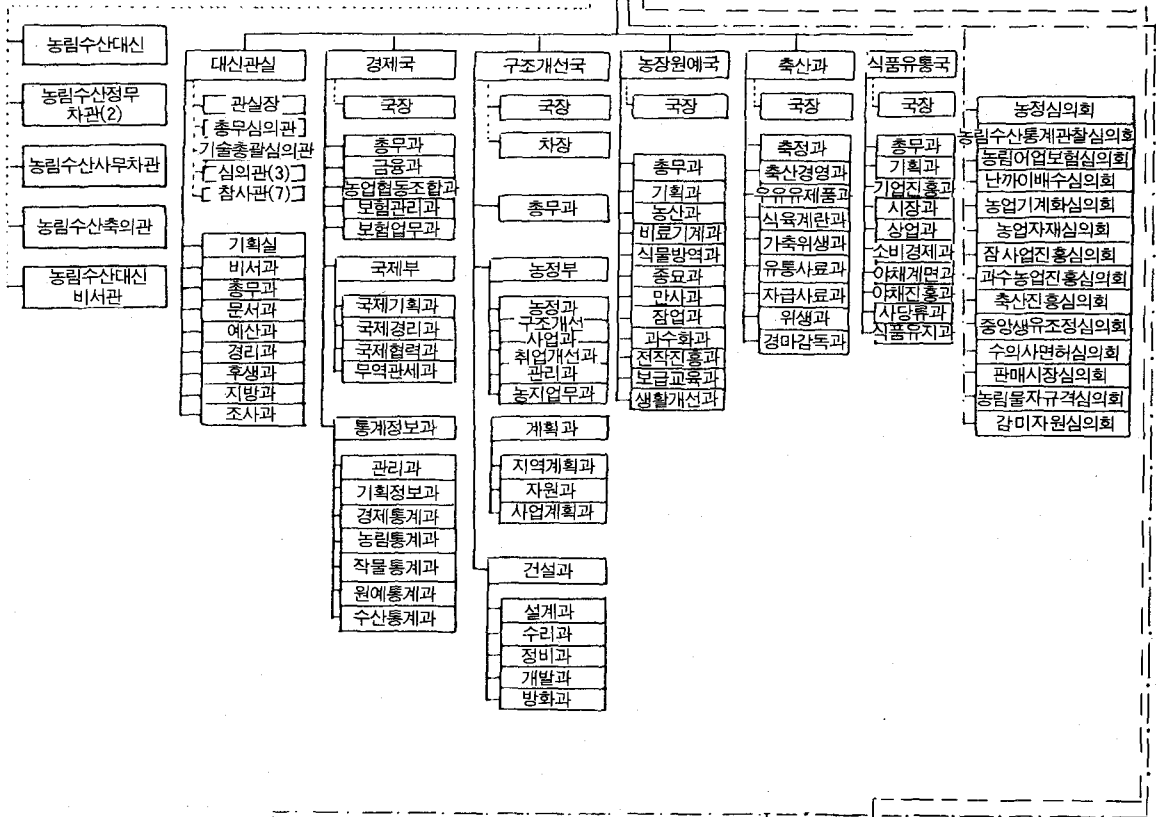 농림수산대신
농림수산정무
차관(2)
농림수산사무차관
농림수산축의관
농림수산대신
비서관
대신관실
관실장
총무심의관
기술총괄심의관
심의관(3)
참사관(7)
기획실
비서과
총무과
문서과
예산과
경리과
후생과
지방과
조사과
경제국
국장
총무과
금융과
농업협동조합과
보험관리과
보험업무과
국제부
국제기획과
국제경리과
국제협력과
무역관세과
통계정보과
관리과
기획정보과
경제통계과
농림통계과
작물통계과
원예통계과
수산통계과
구조개선국
국장
차장
총무과
농정부
농정과
구조개선
사업과
취업개선과
관리과
농지업무과
계획과
지역계획과
자원과
사업계획과
건설과
설계과
수리과
정비과
개발과
방화과
농장원예국
국장
총무과
기획과
농산과
비료기계과
식물방역과
종묘과
만사과
잠업과
과수화과
전작진흥과
보급교육과
생활개선과
축산과
국장
축정과
축산경영과
우유유제품과
식육계란과
가축위생과
유통사료과
자급사료과
위생과
경마감독과
식품유통국
국장
총무과
기획과
기업진흥과
시장과
상업과
소비경제과
야채계면과
야채진흥과
사당류과
식품유지과
농정심의회
농림수산통계관찰심의회
농림어업보험심의회
난까이배수심의회
농업기계화심의회
농업자재심의회
잠사업진흥심의회
과수농업진흥심의회
축산진흥심의회
중앙생유조정심의회
수의사면허심의회
판매시장심의회
농림물자규격심의회
감미자원심의회